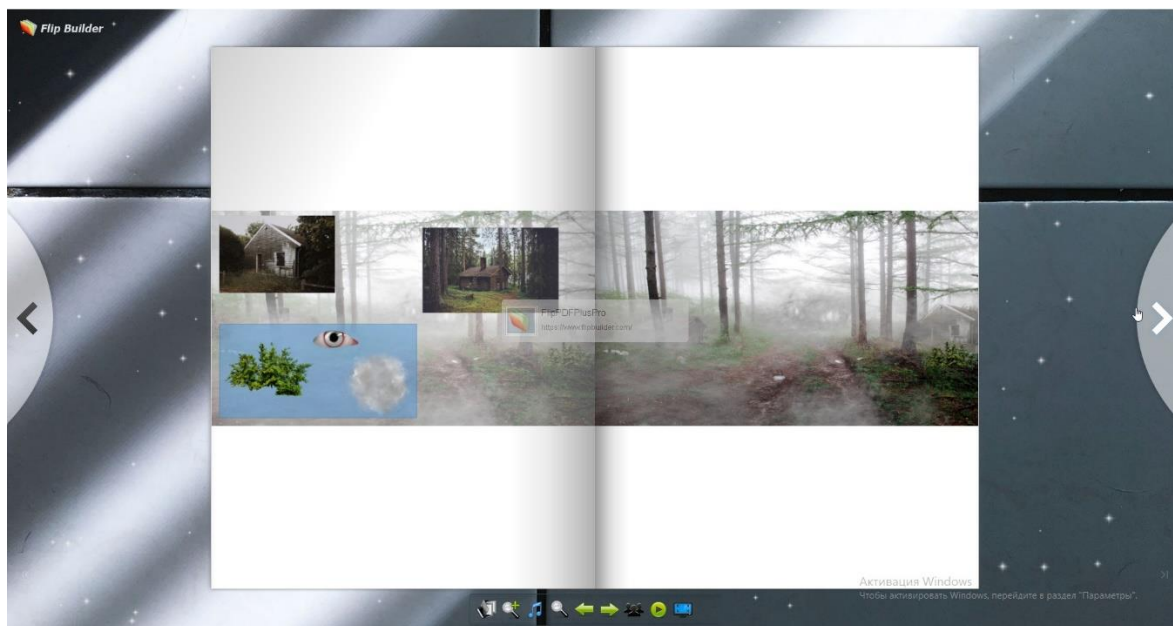 Flip Builder
FlipPDFPlusPro
https://www.flipbuilder.com/
Активация Windows
Чтобы активировать Windows, перейдите в раздел "Параметры".